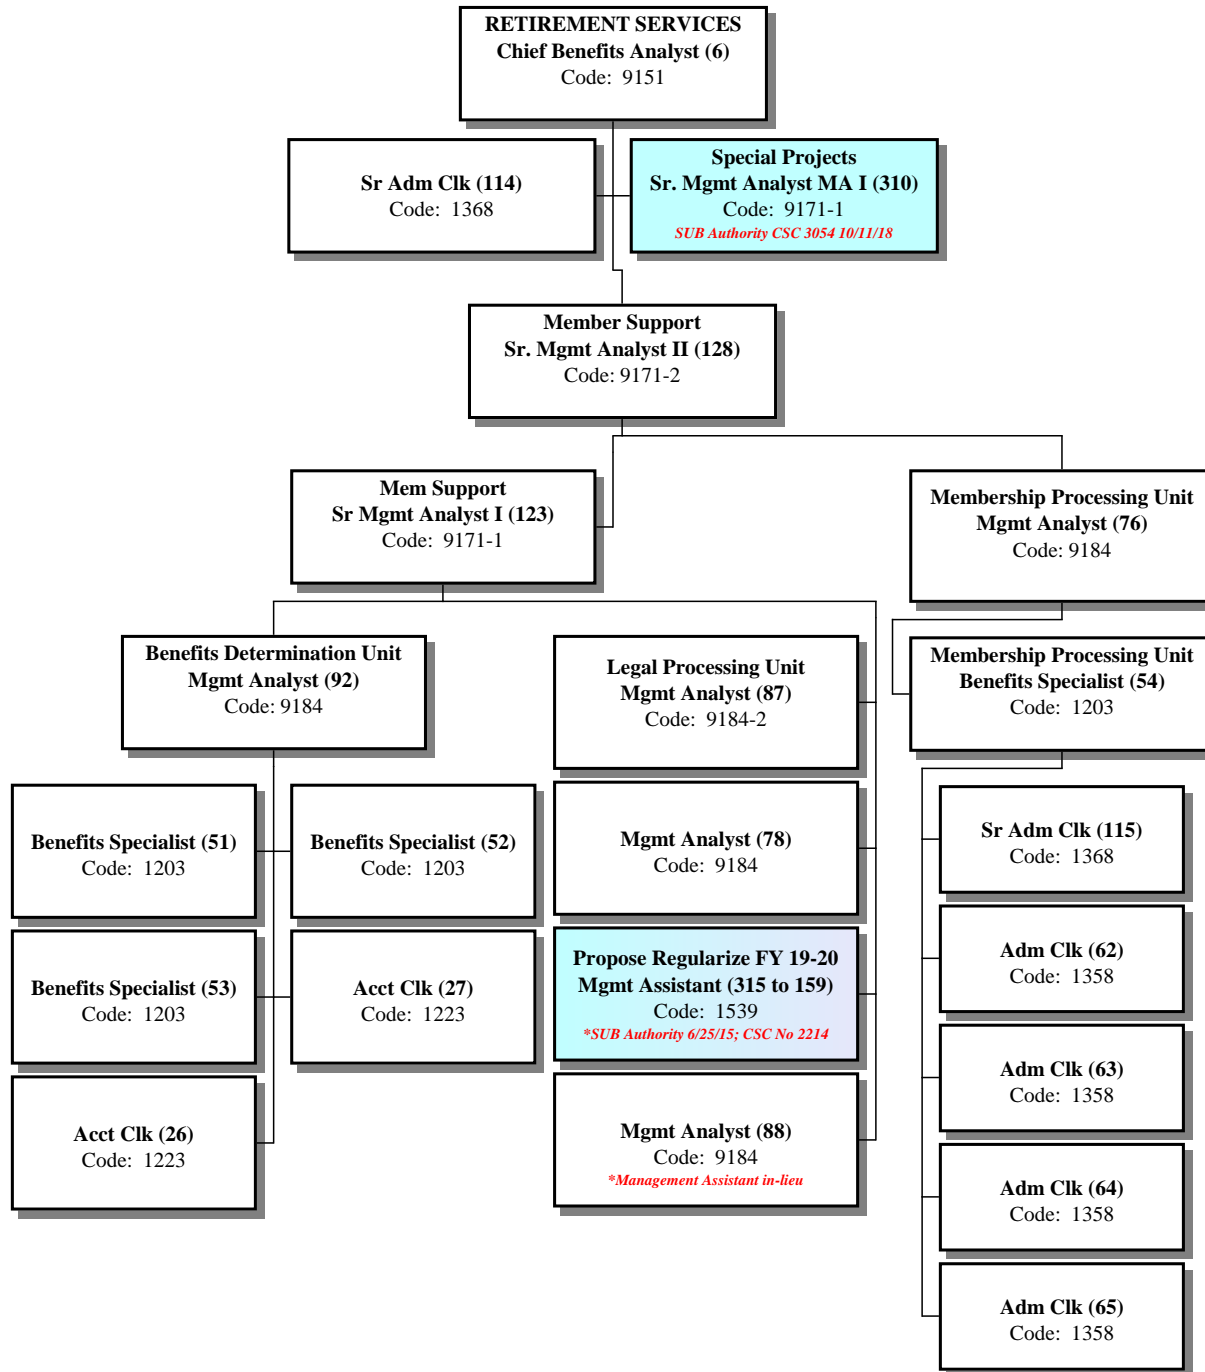 RETIREMENT SERVICES
Chief Benefits Analyst (6)
Code: 9151
Sr Adm Clk (114)
Code: 1368
Special Projects
Sr. Mgmt Analyst MA I (310)
Code: 9171-1
SUB Authority CSC 3054 10/11/18
Member Support
Sr. Mgmt Analyst II (128)
Code: 9171-2
Mem Support
Sr Mgmt Analyst I (123)
Code: 9171-1
Membership Processing Unit
Mgmt Analyst (76)
Code: 9184
Benefits Determination Unit
Mgmt Analyst (92)
Code: 9184
Legal Processing Unit
Mgmt Analyst (87)
Code: 9184-2
Membership Processing Unit
Benefits Specialist (54)
Code: 1203
Benefits Specialist (51)
Code: 1203
Benefits Specialist (52)
Code: 1203
Mgmt Analyst (78)
Code: 9184
Sr Adm Clk (115)
Code: 1368
Benefits Specialist (53)
Code: 1203
Acct Clk (27)
Code: 1223
Propose Regularize FY 19-20
Mgmt Assistant (315 to 159)
Code: 1539
*SUB Authority 6/25/15; CSC No 2214
Adm Clk (62)
Code: 1358
Adm Clk (63)
Code: 1358
Acct Clk (26)
Code: 1223
Mgmt Analyst (88)
Code: 9184
*Management Assistant in-lieu
Adm Clk (64)
Code: 1358
Adm Clk (65)
Code: 1358